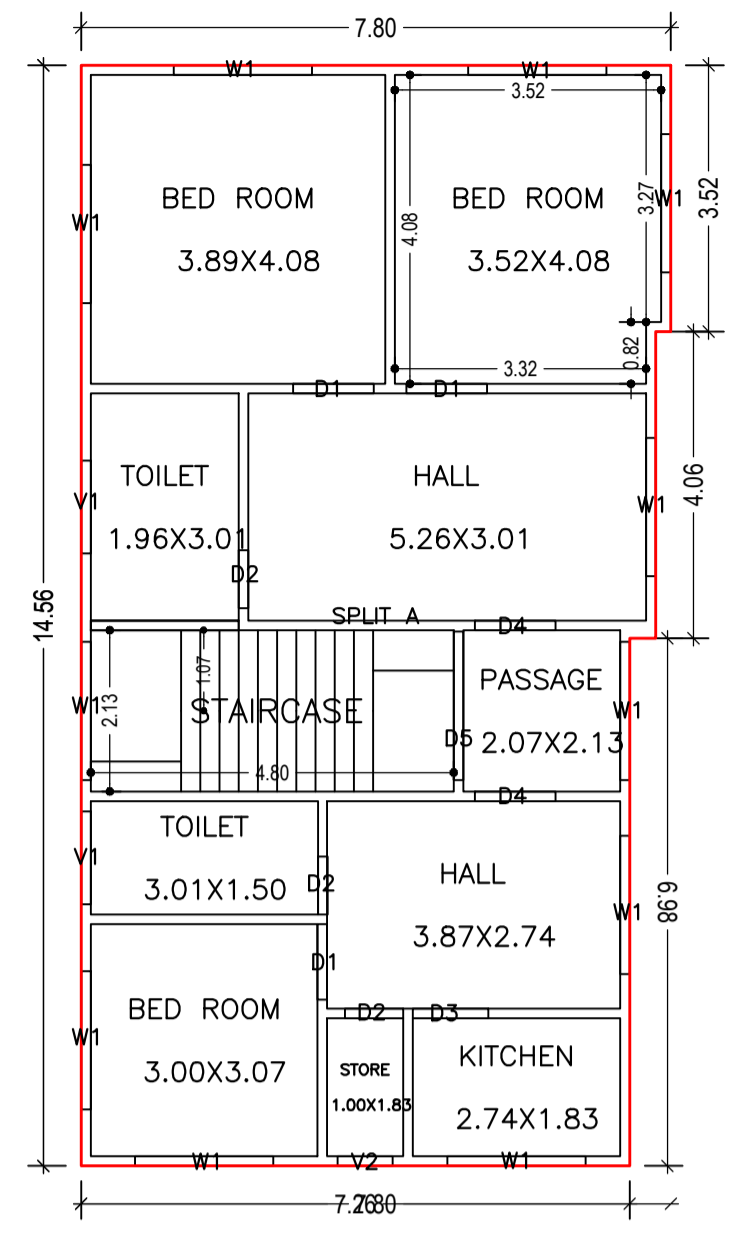 7.80
W1
W1
3.52
BED ROOM
3.89X4.08
W1
BED ROOM
3.52X4.08
4.08
3.27
W1
3.52
0.82
3.32
D1
D1
TOILET
1.96X3.01
V1
HALL
5.26X3.01
W1
4.06
D2
14.56
SPLIT A
D4
PASSAGE
2.07X2.13
W1
1.07
2.13
W1
STAIRCASE
D5
4.80
D4
TOILET
3.01X1.50
V1
D2
HALL
3.87X2.74
W1
6.98
D1
BED ROOM
3.00X3.07
W1
D2
D3
STORE
1.00X1.83
KITCHEN
2.74X1.83
W1
V2
W1
7.26
7.80